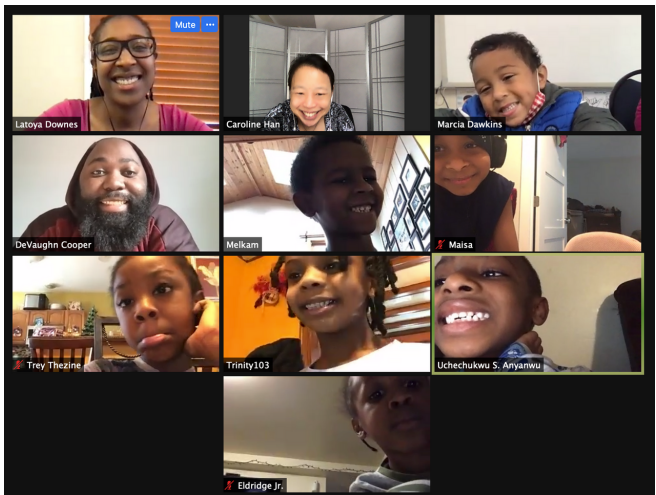 Mute ...
Latoya Downes
Caroline Han
Marcia Dawkins
DeVaughn Cooper
Melkam
Maisa
Trey Thezine
Trinity103
Uchechukwu S. Anyanwu
Eldridge Jr.